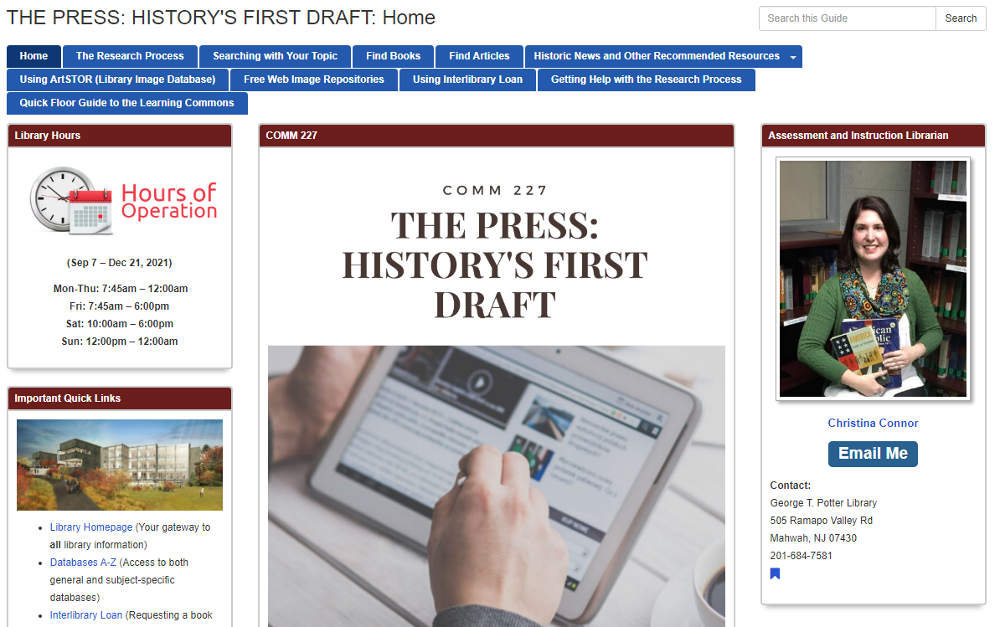 THE PRESS: HISTORY'S FIRST DRAFT: Home
Search this Guide
Search
Home
The Research Process
Searching with Your Topic
Find Books
Find Articles
Historic News and Other Recommended Resources
Using ArtSTOR (Library Image Database)
Free Web Image Repositories
Using Interlibrary Loan
Getting Help with the Research Process
Quick Floor Guide to the Learning Commons
Library Hours
Hours of
Operation
(Sep 7 – Dec 21, 2021)
Mon-Thu: 7:45am – 12:00am
Fri: 7:45am – 6:00pm
Sat: 10:00am – 6:00pm
Sun: 12:00pm – 12:00am
Important Quick Links
Library Homepage (Your gateway to
all library information)
Databases A-Z (Access to both
general and subject-specific
databases)
Interlibrary Loan (Requesting a book
COMM 227
COMM 227
THE PRESS:
HISTORY'S FIRST
DRAFT
Assessment and Instruction Librarian
AMERICA
Christina Connor
Email Me
Contact:
George T. Potter Library
505 Ramapo Valley Rd
Mahwah, NJ 07430
201-684-7581